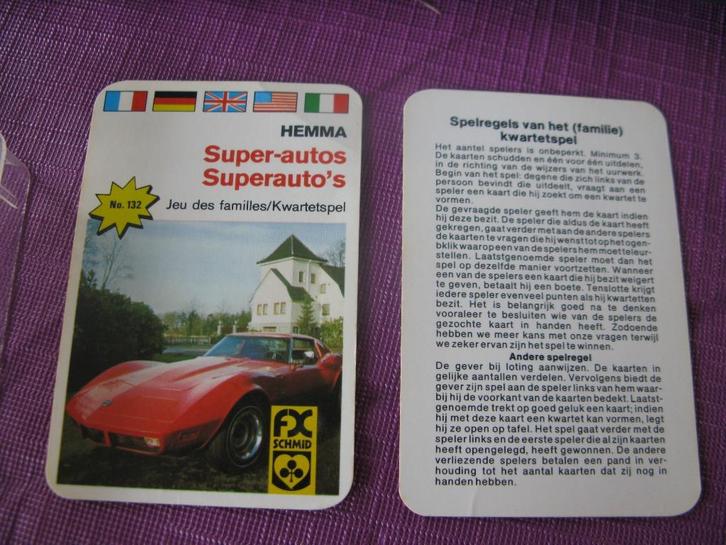 HEMMA
Super-autos
Superauto's
No. 132
Jeu des familles/Kwartetspel
FX
SCHMID
Spelregels van het (familie)
kwartetspel
Het aantal spelers is onbeperkt. Minimum 3.
De kaarten schudden en één voor één uitdelen,
in de richting van de wijzers van het uurwerk.
Begin van het spel: degene die zich links van de
persoon bevindt die uitdeelt, vraagt aan een
speler een kaart die hij zoekt om een kwartet te
vormen.
De gevraagde speler geeft hem de kaart indien
hij deze bezit. De speler die aldus de kaart heeft
gekregen, gaat verder met aan de andere spelers
de kaarten te vragen die hij wenst tot op het ogen-
blik waarop een van de spelers hem moet teleur-
stellen. Laatstgenoemde speler moet dan het
spel op dezelfde manier voortzetten. Wanneer
een van de spelers een kaart die hij bezit weigert
te geven, betaalt hij een boete. Tenslotte krijgt
iedere speler evenveel punten als hij kwartetten
bezit. Het is belangrijk goed na te denken
vooraleer te besluiten wie van de spelers de
gezochte kaart in handen heeft. Zodoende
hebben we meer kans met onze vragen terwijl
we zeker ervan zijn het spel te winnen.
Andere spelregel
De gever bij loting aanwijzen. De kaarten in
gelijke aantallen verdelen. Vervolgens biedt de
gever zijn spel aan de speler links van hem waar-
bij hij de voorkant van de kaarten bedekt. Laatst-
genoemde trekt op goed geluk een kaart; indien
hij met deze kaart een kwartet kan vormen, legt
hij ze open op tafel. Het spel gaat verder met de
speler links en de eerste speler die al zijn kaarten
heeft opengelegd, heeft gewonnen. De andere
verliezende spelers betalen een pand in ver-
houding tot het aantal kaarten dat zij nog in
handen hebben.